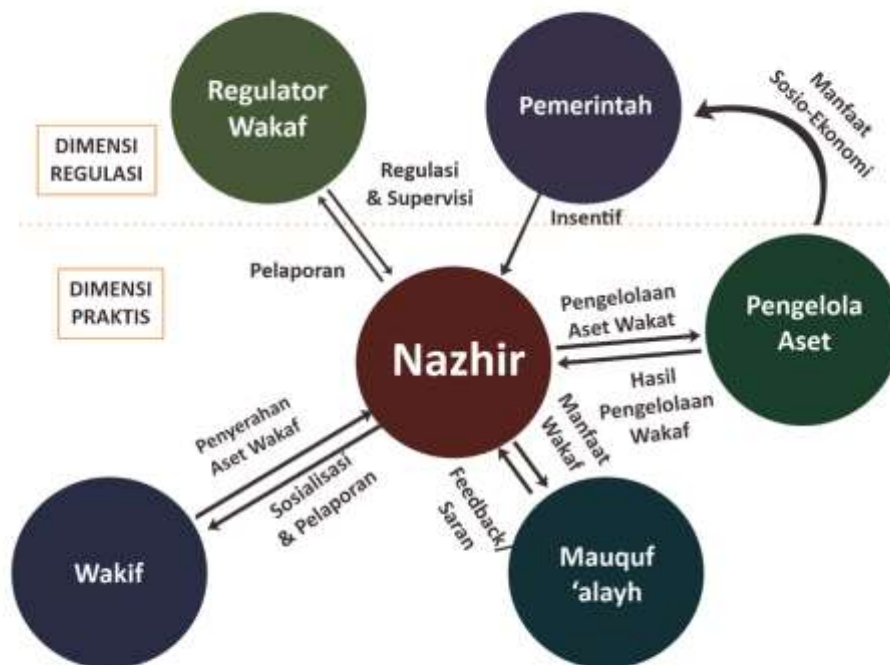 Regulator
Wakaf
Pemerintah
Manfaat
Sosio-Ekonomi
DIMENSI
REGULASI
Regulasi
& Supervisi
Insentif
Pelaporan
DIMENSI
PRAKTIS
Nazhir
Pengelolaan
Aset Wakat
Pengelola
Aset
Hasil
Pengelolaan
Wakaf
Penyerahan
Aset Wakaf
Sosialisasi
& Pelaporan
Manfaat
Wakaf
Feedback/
Saran
Wakif
Mauquf
‘alayh